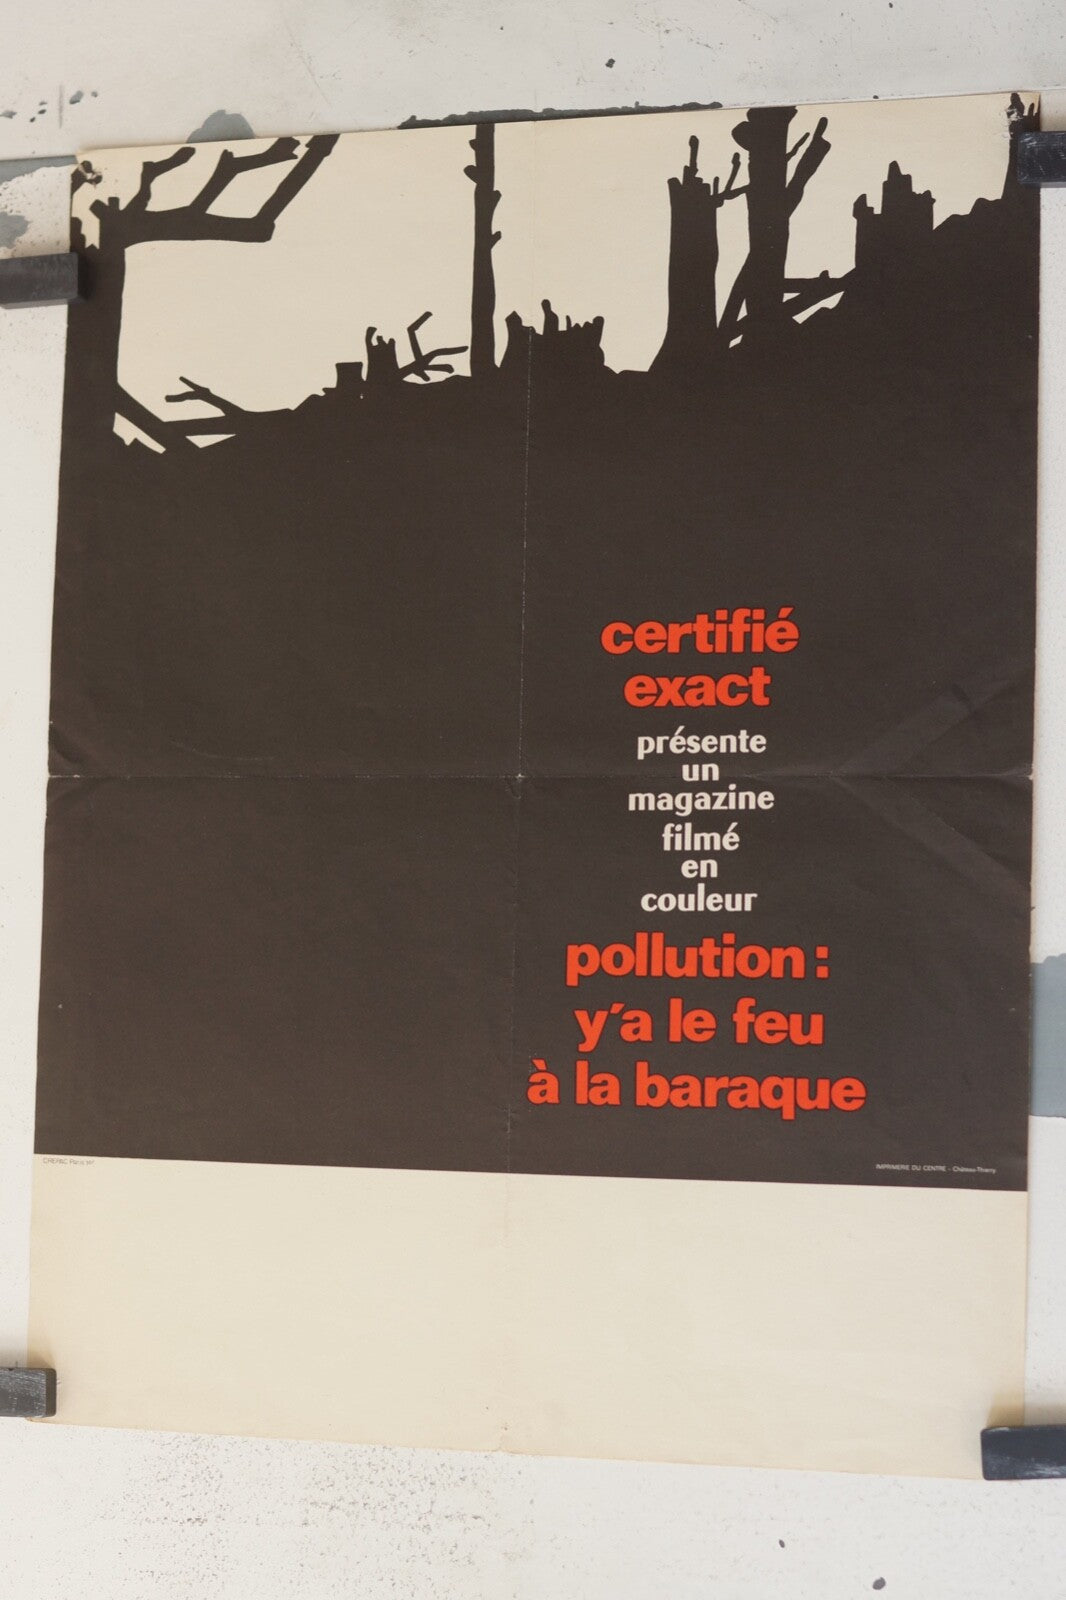 certifié
exact
présente
un
magazine
filmé
en
couleur
pollution :
y'a le feu
à la baraque
IMPRIMERIE DU CENTRE - Château-Thierry